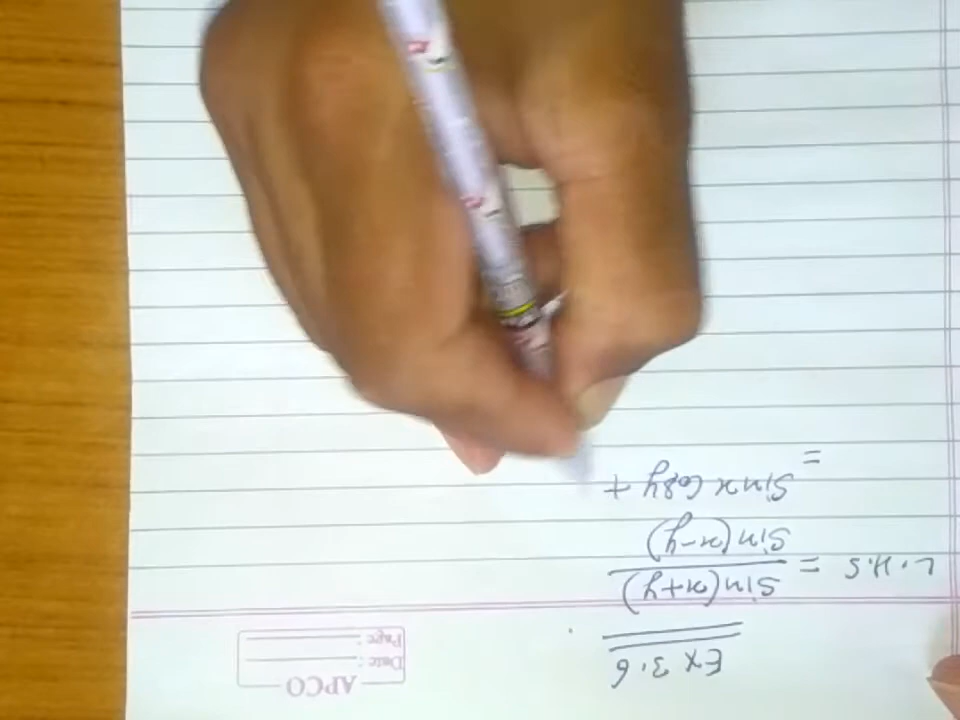 APCO
Date :
Page :
Ex 3.6
L.H.S = sin(x+y)
sin(x-y)
= sinx cosy +